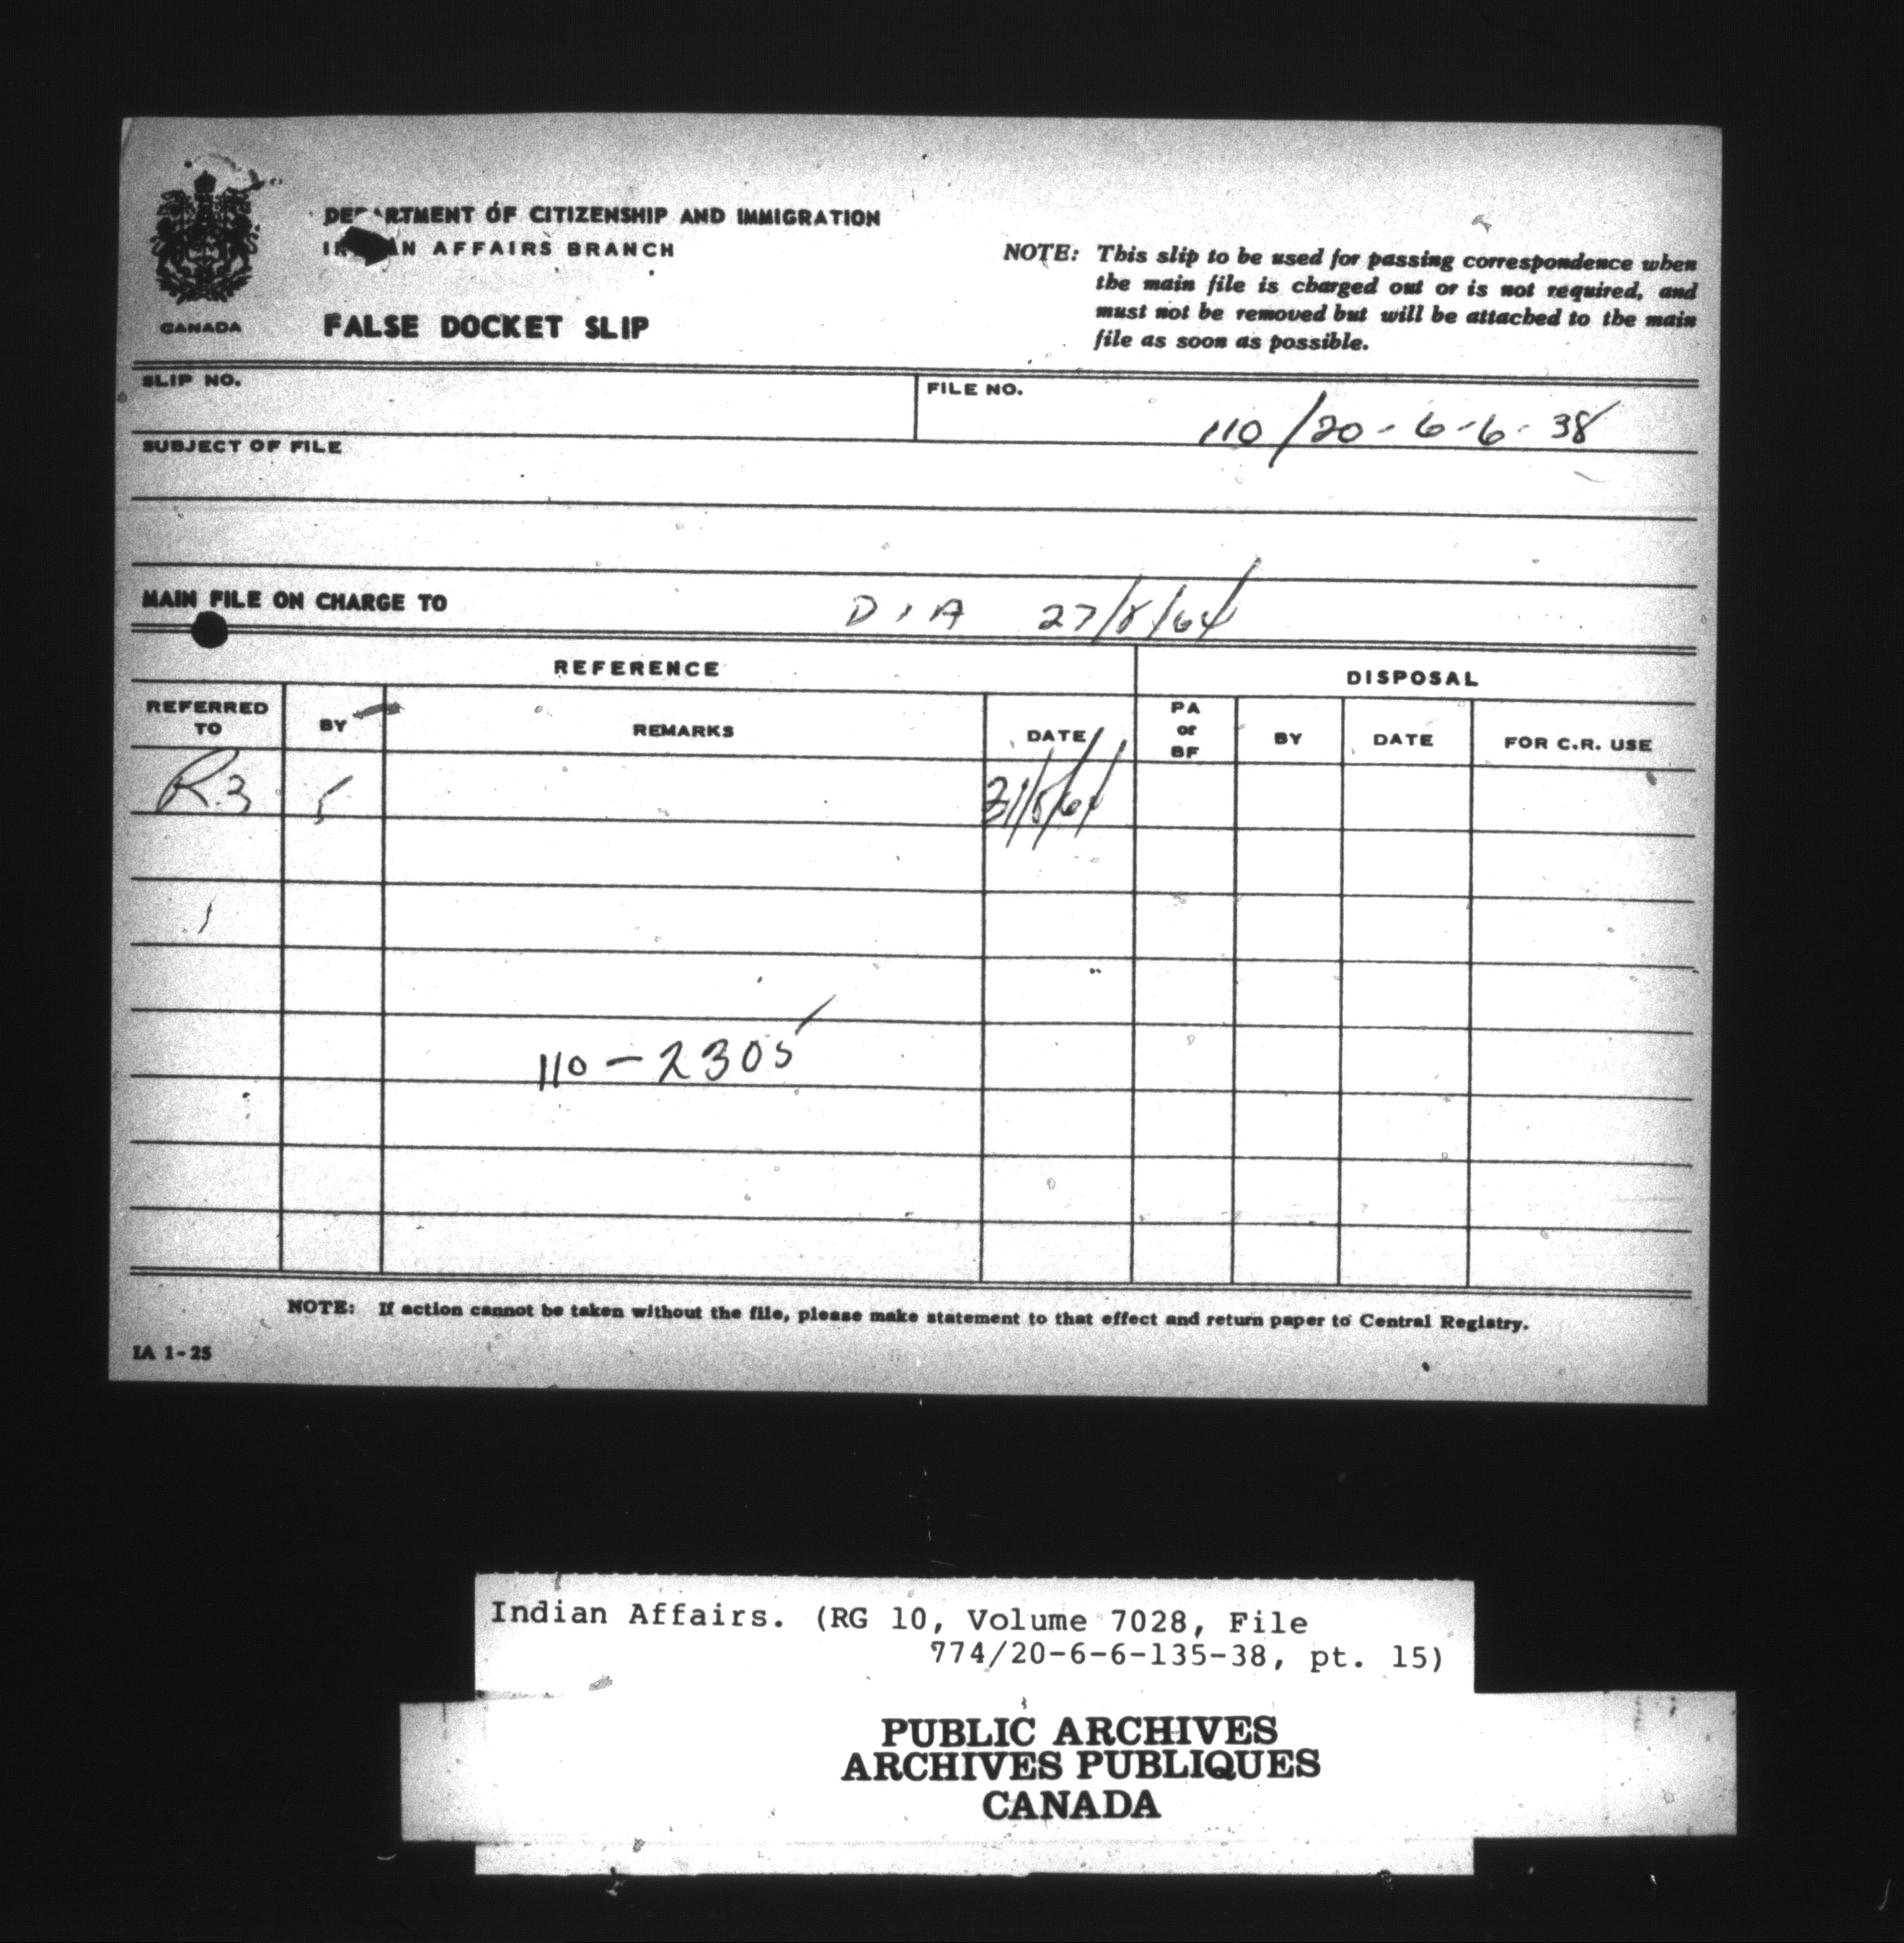 DEPARTMENT OF CITIZENSHIP AND IMMIGRATION
INDIAN AFFAIRS BRANCH
CANADA
FALSE DOCKET SLIP
NOTE: This slip to be used for passing correspondence when
the main file is charged out or is not required, and
must not be removed but will be attached to the main
file as soon as possible.
SLIP NO.
FILE NO. 110/20-6-6-38
SUBJECT OF FILE
MAIN FILE ON CHARGE TO D.I.A 27/8/64
REFERENCE DISPOSAL
REFERRED TO BY REMARKS DATE PA or BF BY DATE FOR C.R. USE
R3 31/8/64
110-2305
NOTE: If action cannot be taken without the file, please make statement to that effect and return paper to Central Registry.
IA 1-25
Indian Affairs. (RG 10, Volume 7028, File
774/20-6-6-135-38, pt. 15)
PUBLIC ARCHIVES
ARCHIVES PUBLIQUES
CANADA